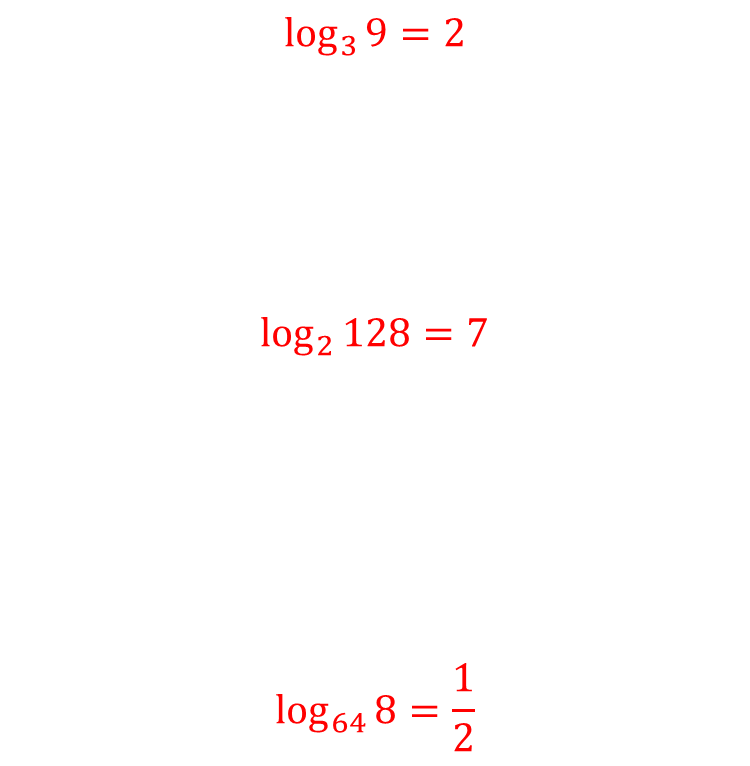 log₃ 9 = 2
log₂ 128 = 7
log₆₄ 8 = 1/2